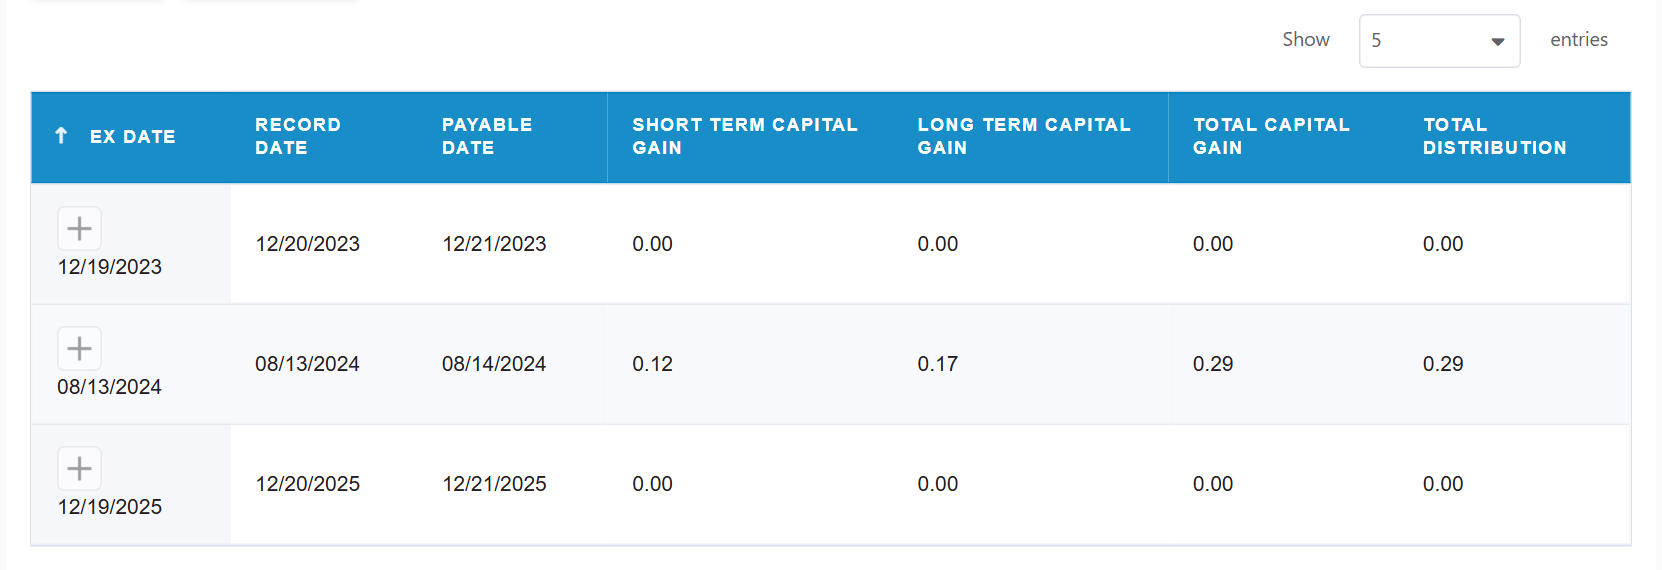 Show 5 entries
EX DATE RECORD DATE PAYABLE DATE SHORT TERM CAPITAL GAIN LONG TERM CAPITAL GAIN TOTAL CAPITAL GAIN TOTAL DISTRIBUTION
12/19/2023 12/20/2023 12/21/2023 0.00 0.00 0.00 0.00
08/13/2024 08/13/2024 08/14/2024 0.12 0.17 0.29 0.29
12/19/2025 12/20/2025 12/21/2025 0.00 0.00 0.00 0.00